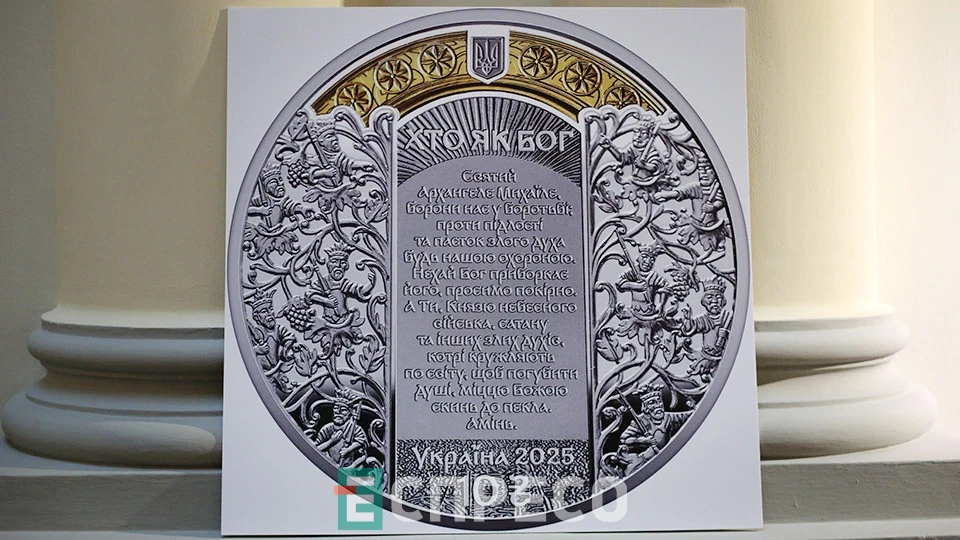 ХТО ЯК БОГ
Святий
Архангеле Михаїле,
борони нас у боротьбі;
проти підлості
та пасток злого духа
будь нашою охороною.
Нехай Бог приборкає
його, просимо покірно.
А Ти, Князю небесного
війська, сатану
та інших злих духів,
котрі кружляють
по світу, щоб погубити
душі, міццю Божою
скинь до пекла.
Амінь.
Україна 2025
10 ₴
ЕСПРЕСО